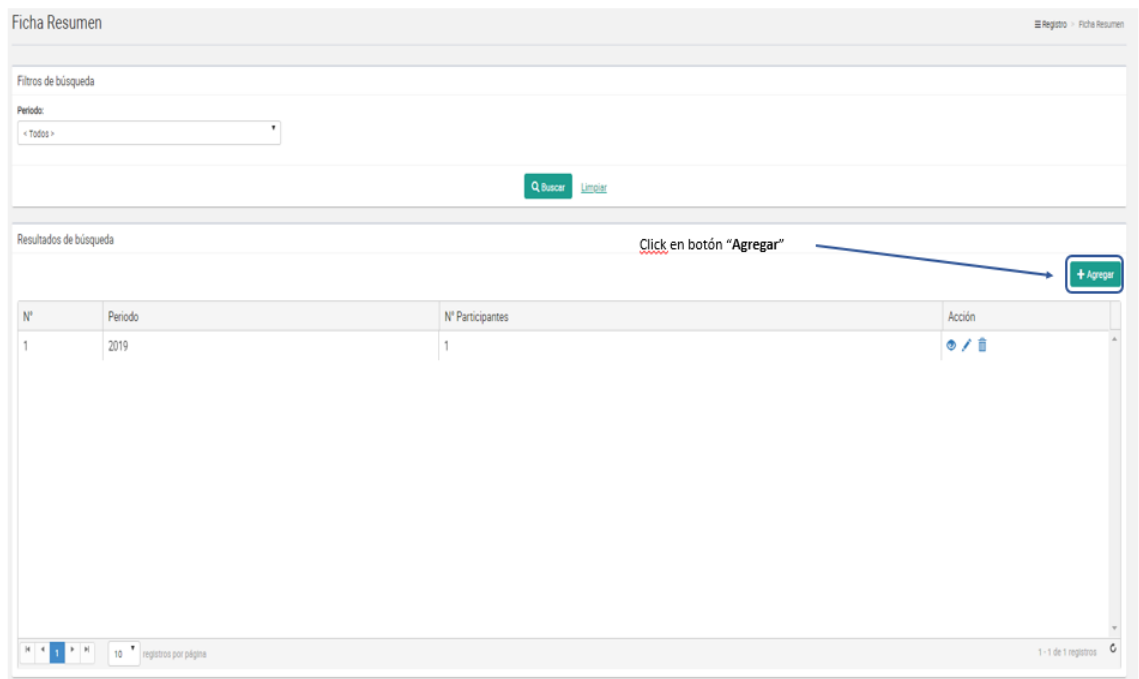 Ficha Resumen
Registro > Ficha Resumen
Filtros de búsqueda
Periodo:
< Todos >
Buscar Limpiar
Resultados de búsqueda
Click en botón “Agregar”
+ Agregar
N° Periodo N° Participantes Acción
1 2019 1
1 10 registros por página 1 - 1 de 1 registros